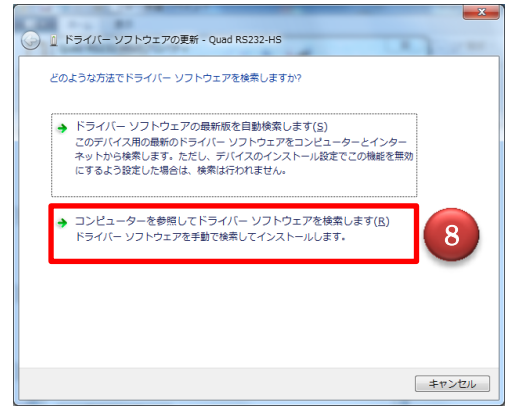 ドライバー ソフトウェアの更新 - Quad RS232-HS
どのような方法でドライバー ソフトウェアを検索しますか?
ドライバー ソフトウェアの最新版を自動検索します(S)
このデバイス用の最新のドライバー ソフトウェアをコンピューターとインター
ネットから検索します。ただし、デバイスのインストール設定でこの機能を無効
にするよう設定した場合は、検索は行われません。
コンピューターを参照してドライバー ソフトウェアを検索します(R)
ドライバー ソフトウェアを手動で検索してインストールします。
8
キャンセル